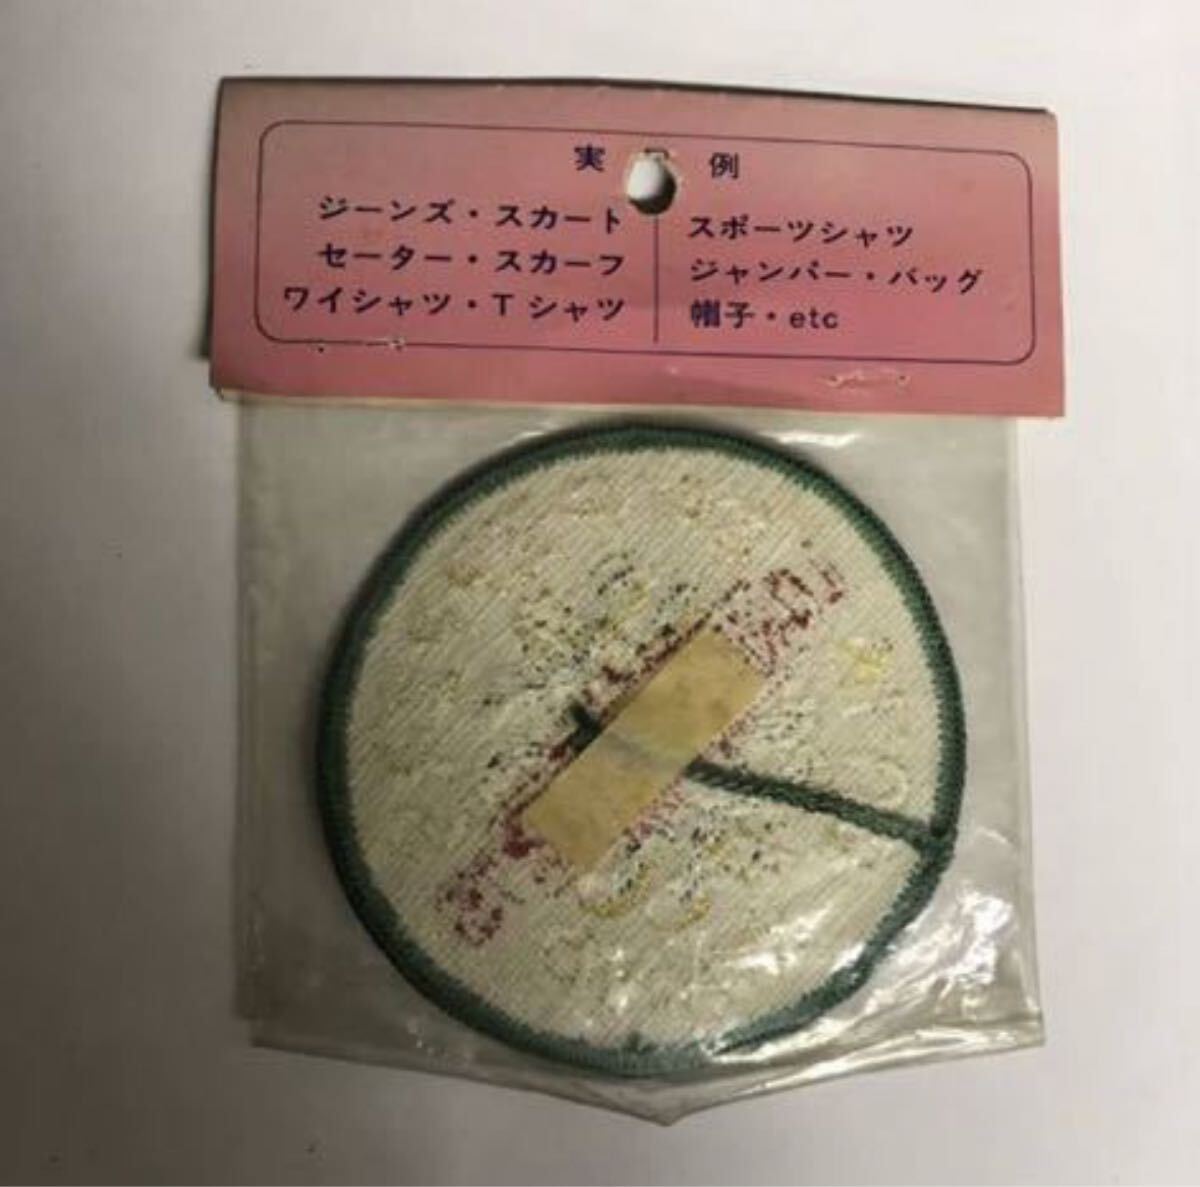 実 例
ジーンズ・スカート
セーター・スカーフ
ワイシャツ・Tシャツ
スポーツシャツ
ジャンパー・バッグ
帽子・etc